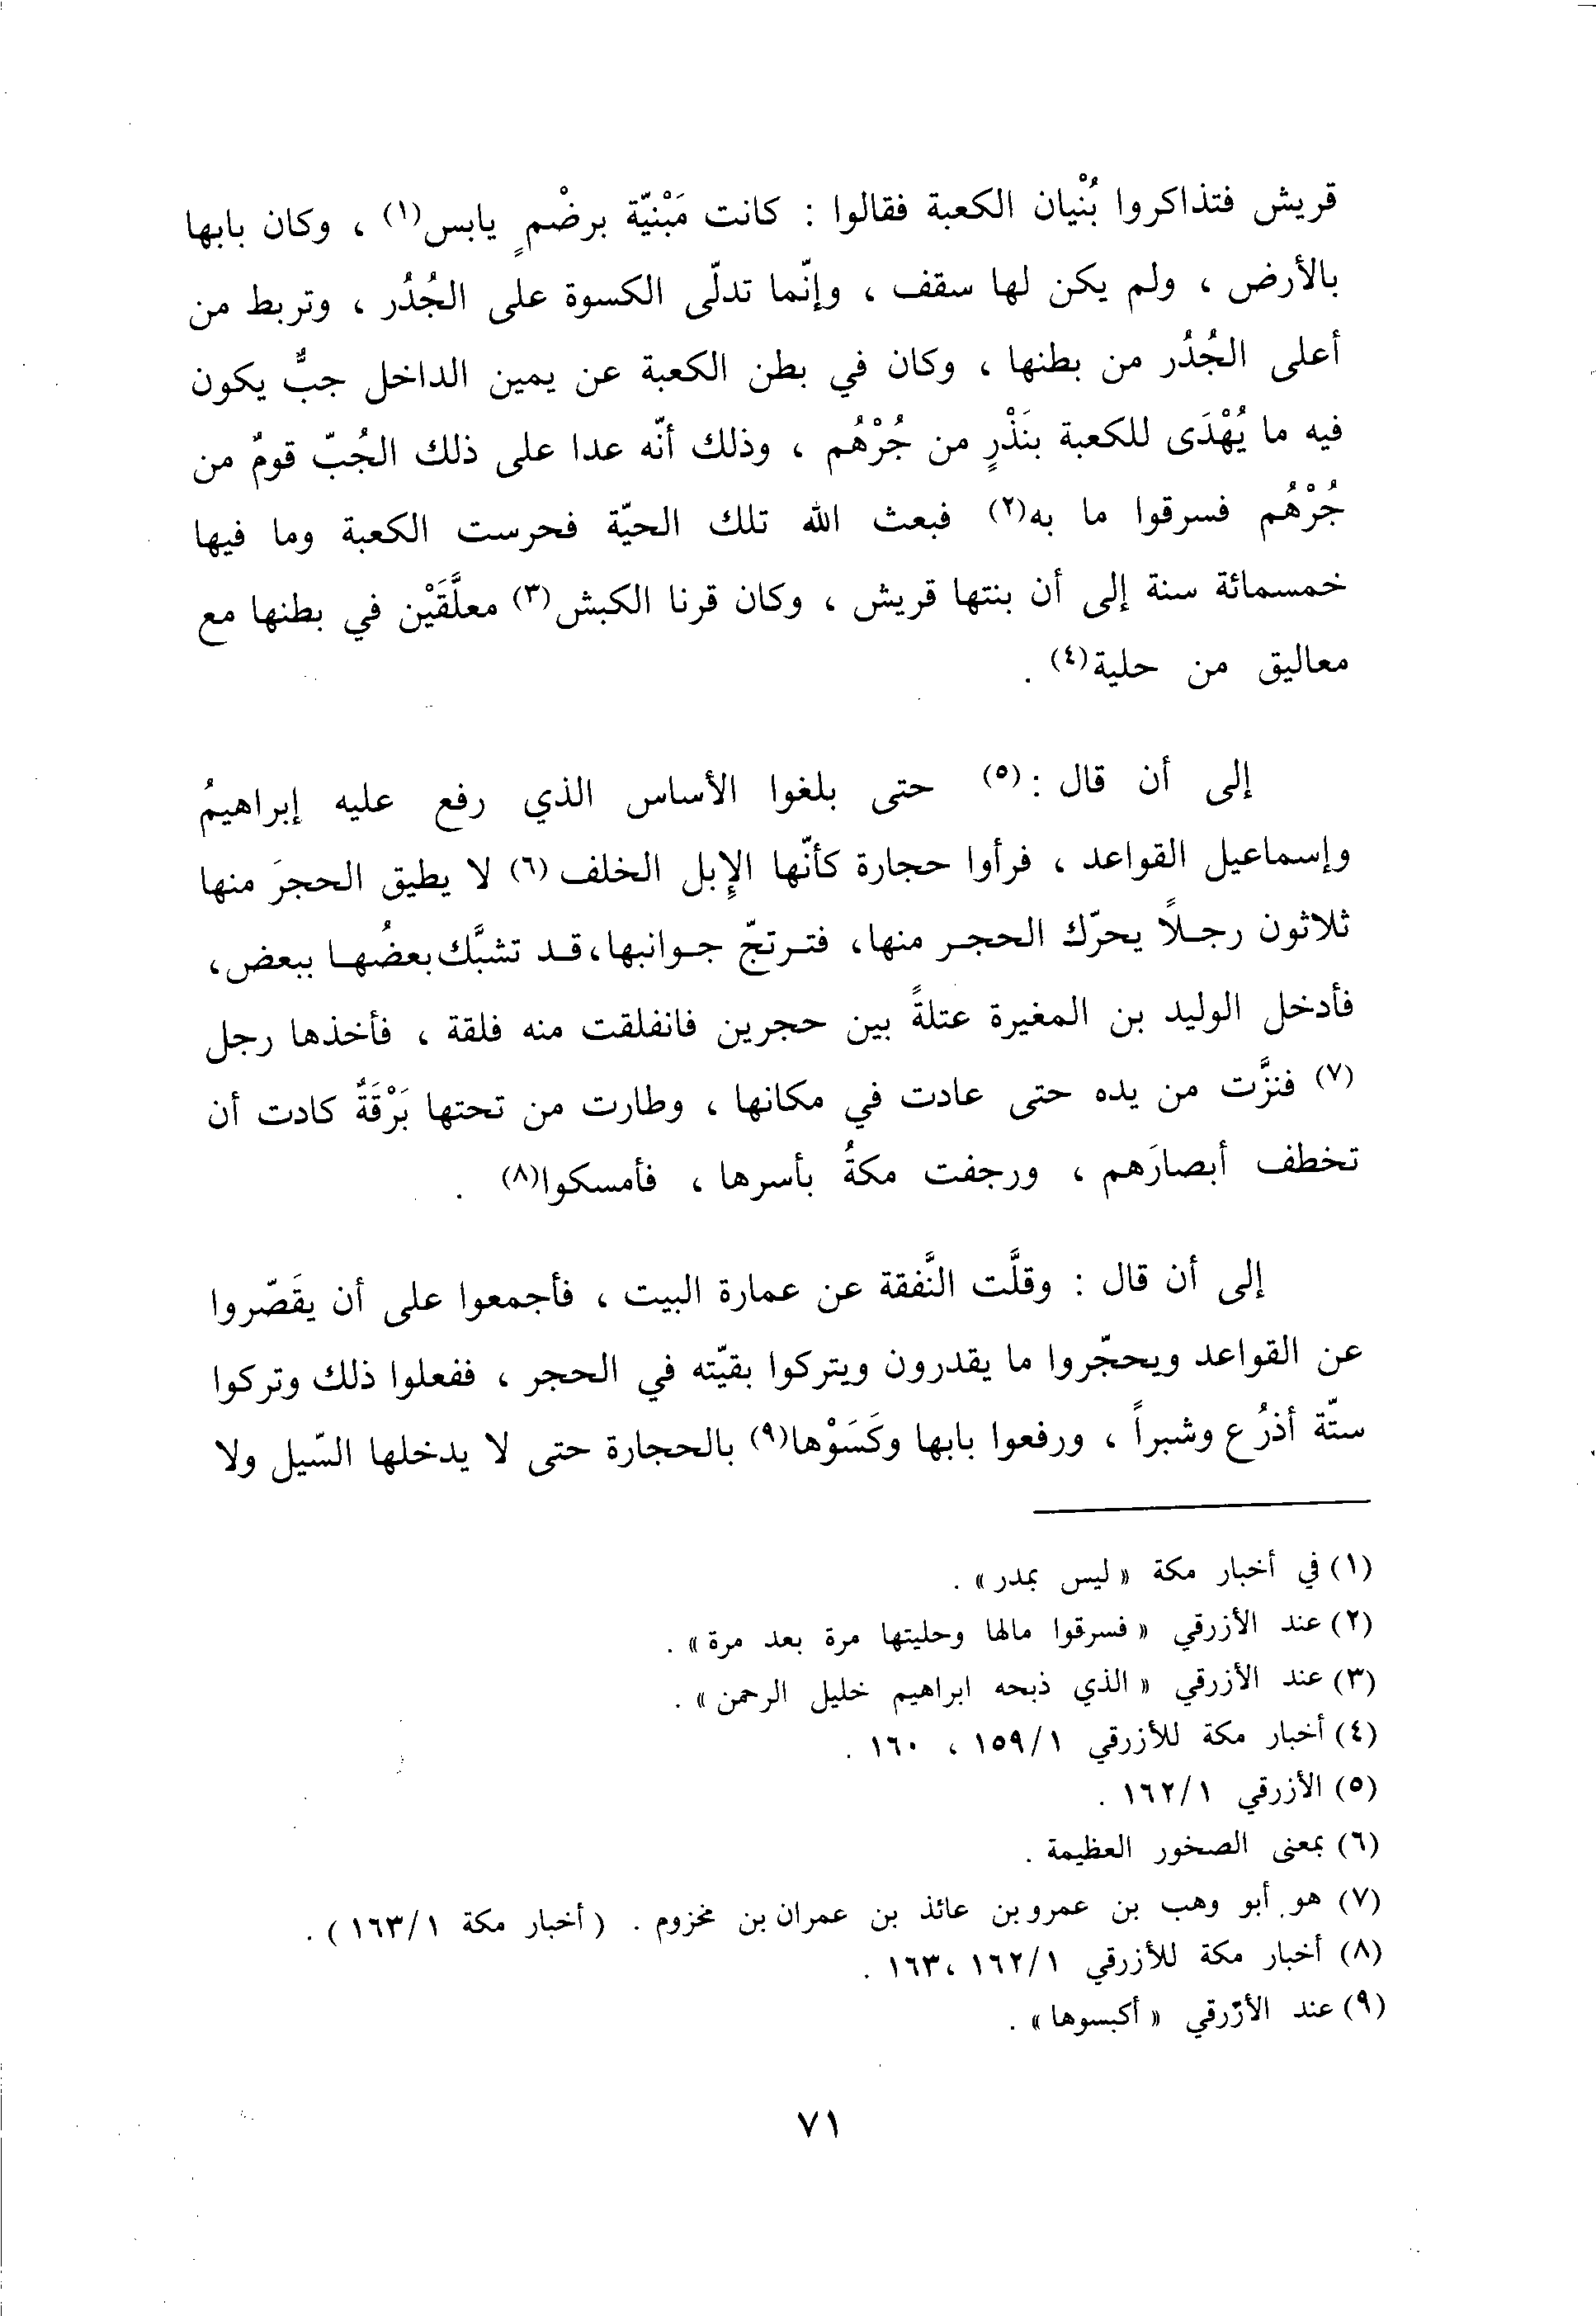 قريش فتذاكروا بُنْيان الكعبة فقالوا : كانت مَبْنيّة برضْمٍ يابس(١) ، وكان بابها
بالأرض ، ولم يكن لها سقف ، وإنّما تدلّى الكسوة على الجُدُر ، وتربط من
أعلى الجُدُر من بطنها ، وكان في بطن الكعبة عن يمين الداخل جبٌّ يكون
فيه ما يُهْدَى للكعبة بنَذْرٍ من جُرْهُم ، وذلك أنّه عدا على ذلك الجُبّ قومٌ من
جُرْهُم فسرقوا ما به(٢) فبعث الله تلك الحيّة فحرست الكعبة وما فيها
خمسمائة سنة إلى أن بنتها قريش ، وكان قرنا الكبش(٣) معلَّقَيْن في بطنها مع
معاليق من حلية(٤) .
إلى أن قال :(٥) حتى بلغوا الأساس الذي رفع عليه إبراهيمُ
وإسماعيل القواعد ، فرأوا حجارة كأنّها الإبل الخلف(٦) لا يطيق الحجرَ منها
ثلاثون رجلاً يحرّك الحجر منها، فترتجّ جوانبها، قد تشبَّك بعضُها ببعض،
فأدخل الوليد بن المغيرة عتلةً بين حجرين فانفلقت منه فلقة ، فأخذها رجل
(٧) فنزَّت من يده حتى عادت في مكانها ، وطارت من تحتها بَرْقَةٌ كادت أن
تخطف أبصارَهم ، ورجفت مكةُ بأسرها ، فأمسكوا(٨) .
إلى أن قال : وقلَّت النَّفقة عن عمارة البيت ، فأجمعوا على أن يقَصّروا
عن القواعد ويحجّروا ما يقدرون ويتركوا بقيّته في الحجر ، ففعلوا ذلك وتركوا
ستّة أذرُع وشبراً ، ورفعوا بابها وكَسَوْها(٩) بالحجارة حتى لا يدخلها السّيل ولا
(١) في أخبار مكة « ليس بمدر » .
(٢) عند الأزرقي « فسرقوا مالها وحليتها مرة بعد مرة » .
(٣) عند الأزرقي « الذي ذبحه ابراهيم خليل الرحمن » .
(٤) أخبار مكة للأزرقي ١/١٥٩ ، ١٦٠ .
(٥) الأزرقي ١/١٦٢ .
(٦) بمعنى الصخور العظيمة .
(٧) هو أبو وهب بن عمرو بن عائذ بن عمران بن مخزوم . ( أخبار مكة ١/١٦٣ ) .
(٨) أخبار مكة للأزرقي ١/١٦٢ ،١٦٣ .
(٩) عند الأزرقي « أكبسوها » .
٧١